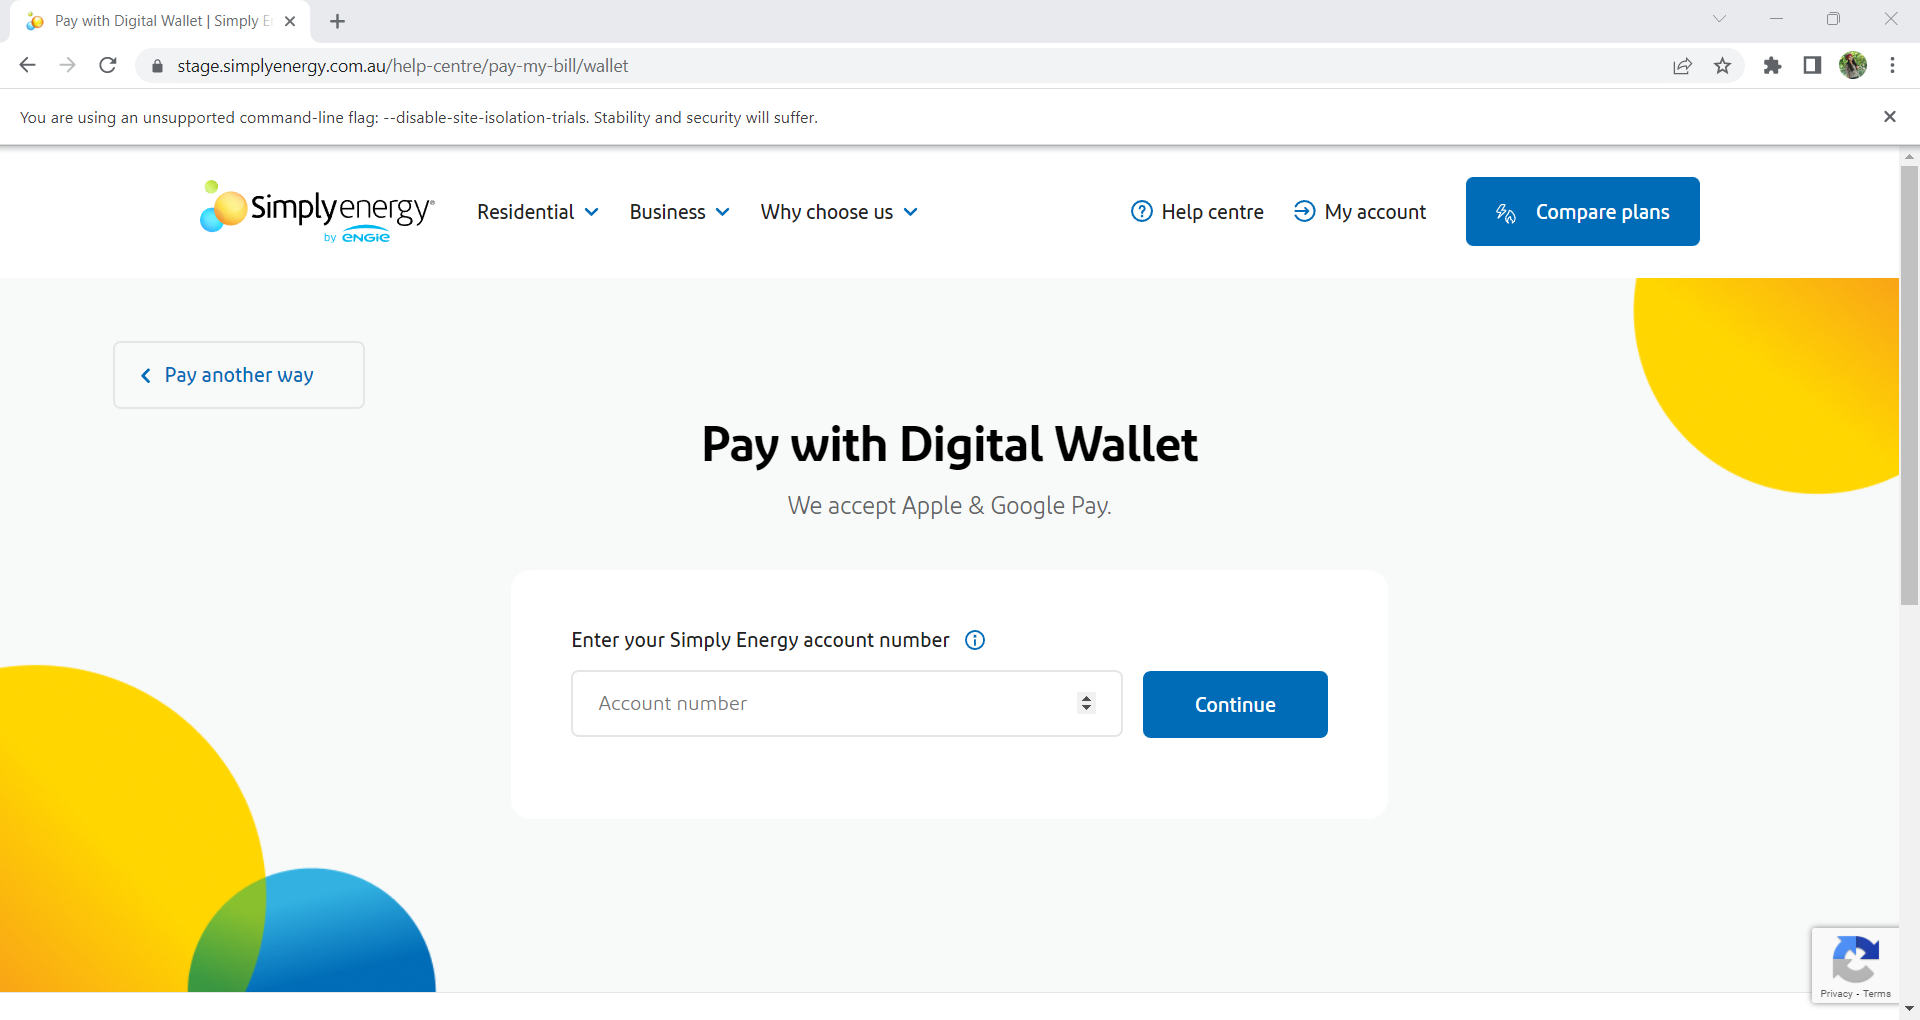 Pay with Digital Wallet | Simply E
stage.simplyenergy.com.au/help-centre/pay-my-bill/wallet
You are using an unsupported command-line flag: --disable-site-isolation-trials. Stability and security will suffer.
Simplyenergy®
by ENGIE
Residential
Business
Why choose us
Help centre
My account
Compare plans
Pay another way
Pay with Digital Wallet
We accept Apple & Google Pay.
Enter your Simply Energy account number
Account number
Continue
Privacy - Terms